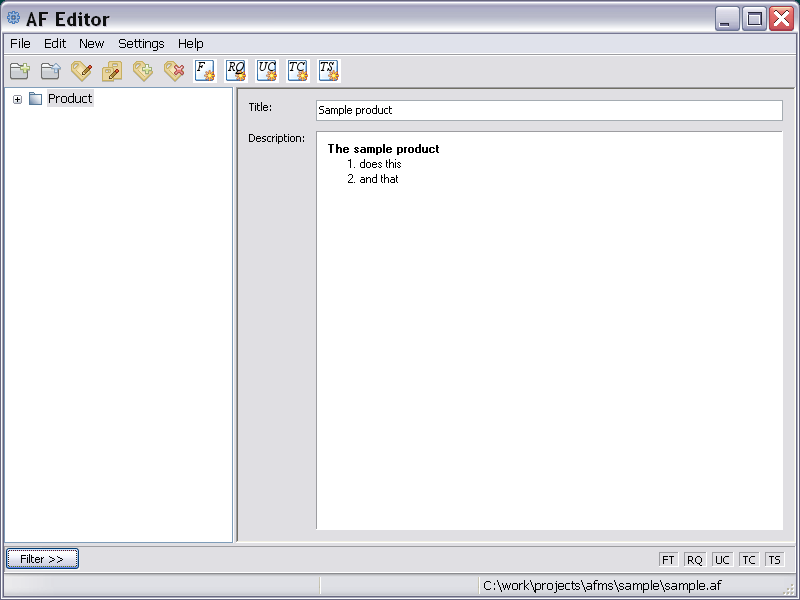 AF Editor
File Edit New Settings Help
F RQ UC TC TS
Product
Title: Sample product
Description:
The sample product
1. does this
2. and that
Filter >>
FT RQ UC TC TS
C:\work\projects\afms\sample\sample.af